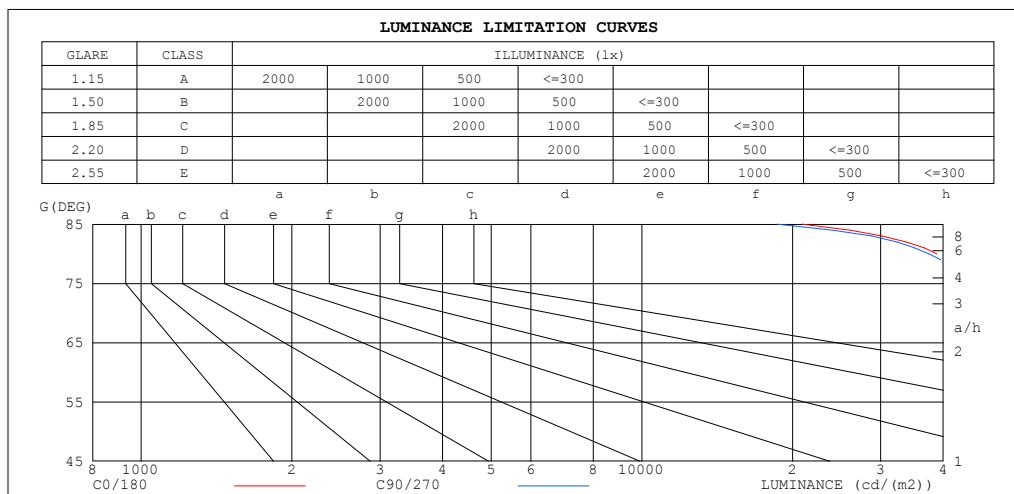 LUMINANCE LIMITATION CURVES
GLARE CLASS ILLUMINANCE (lx)
1.15 A 2000 1000 500 <=300
1.50 B 2000 1000 500 <=300
1.85 C 2000 1000 500 <=300
2.20 D 2000 1000 500 <=300
2.55 E 2000 1000 500 <=300
a b c d e f g h
G(DEG)
a b c d e f g h
85
8
6
75
4
3
a/h
65
2
55
45 1
8 1000 2 3 4 5 6 8 10000 2 3 4
C0/180 C90/270 LUMINANCE (cd/(m2))